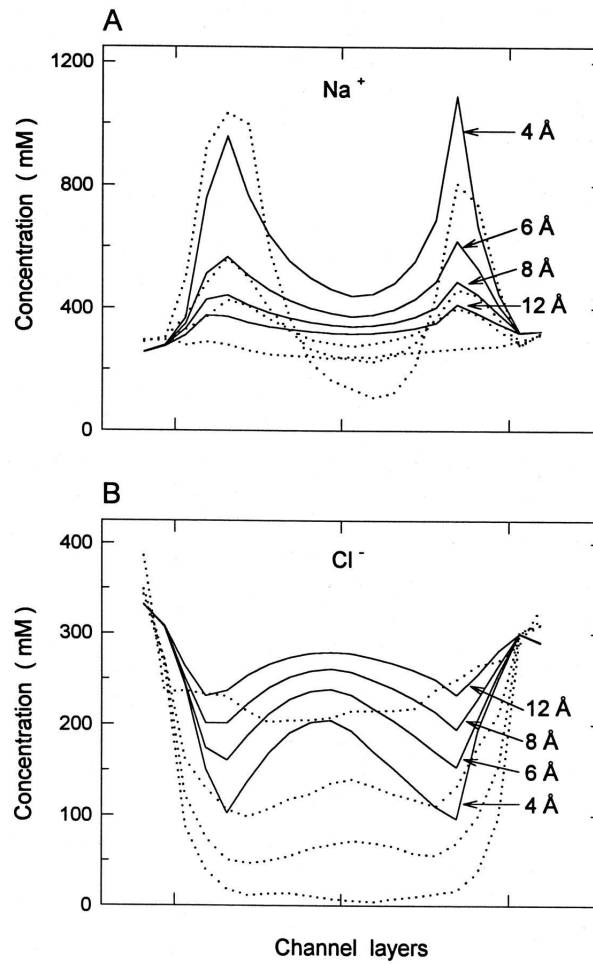 A
1200
800
400
0
Concentration ( mM )
Na+
4 Å
6 Å
8 Å
12 Å
B
400
300
200
100
0
Concentration ( mM )
Cl-
12 Å
8 Å
6 Å
4 Å
Channel layers